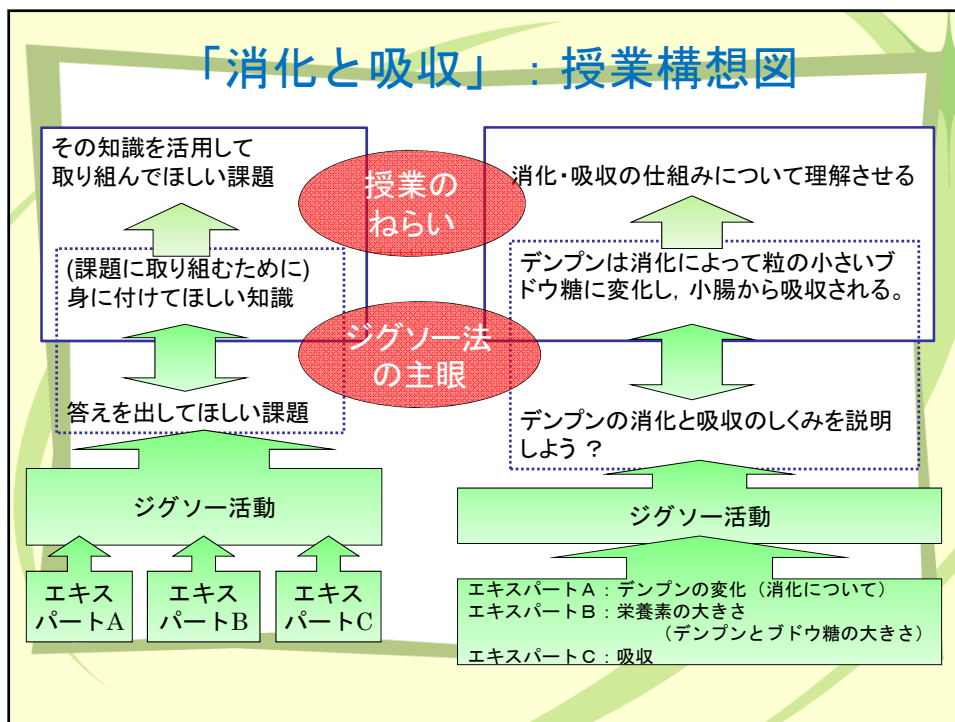 「消化と吸収」：授業構想図
その知識を活用して
取り組んでほしい課題
(課題に取り組むために)
身に付けてほしい知識
答えを出してほしい課題
ジグソー活動
エキス
パートA
エキス
パートB
エキス
パートC
授業の
ねらい
ジグソー法
の主眼
消化・吸収の仕組みについて理解させる
デンプンは消化によって粒の小さいブ
ドウ糖に変化し，小腸から吸収される。
デンプンの消化と吸収のしくみを説明
しよう？
ジグソー活動
エキスパートＡ：デンプンの変化（消化について）
エキスパートＢ：栄養素の大きさ
（デンプンとブドウ糖の大きさ）
エキスパートＣ：吸収